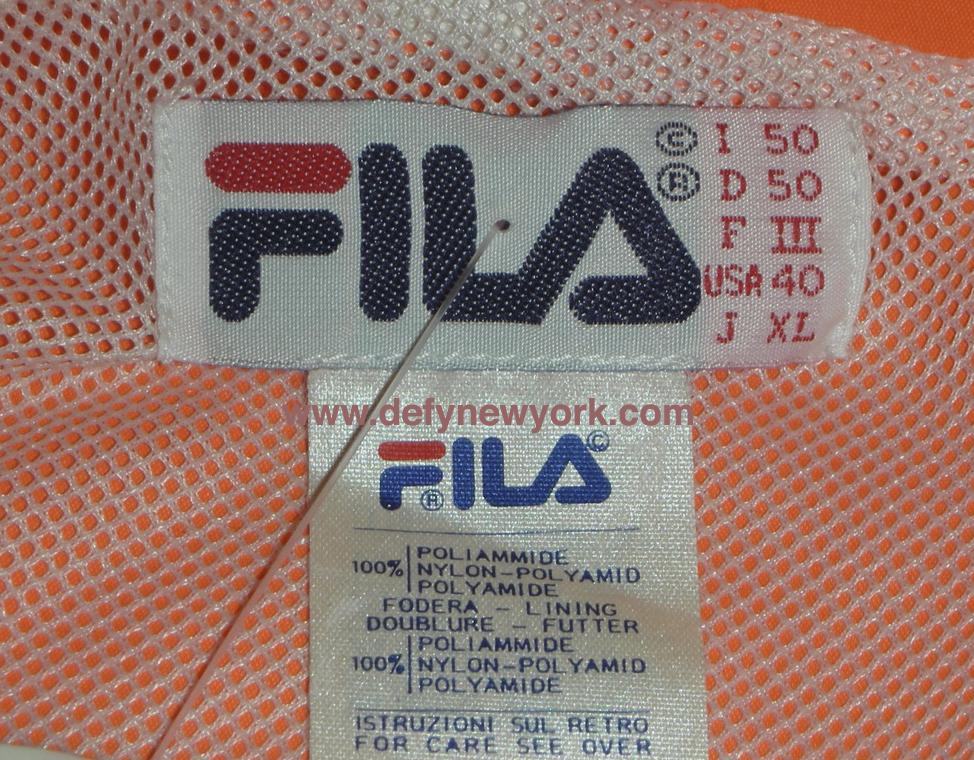 FILA © ®
I 50
D 50
F III
USA 40
J XL
www.defynewyork.com
FILA © ®
100% POLIAMMIDE
NYLON-POLYAMID
POLYAMIDE
FODERA - LINING
DOUBLURE - FUTTER
100% POLIAMMIDE
NYLON-POLYAMID
POLYAMIDE
ISTRUZIONI SUL RETRO
FOR CARE SEE OVER